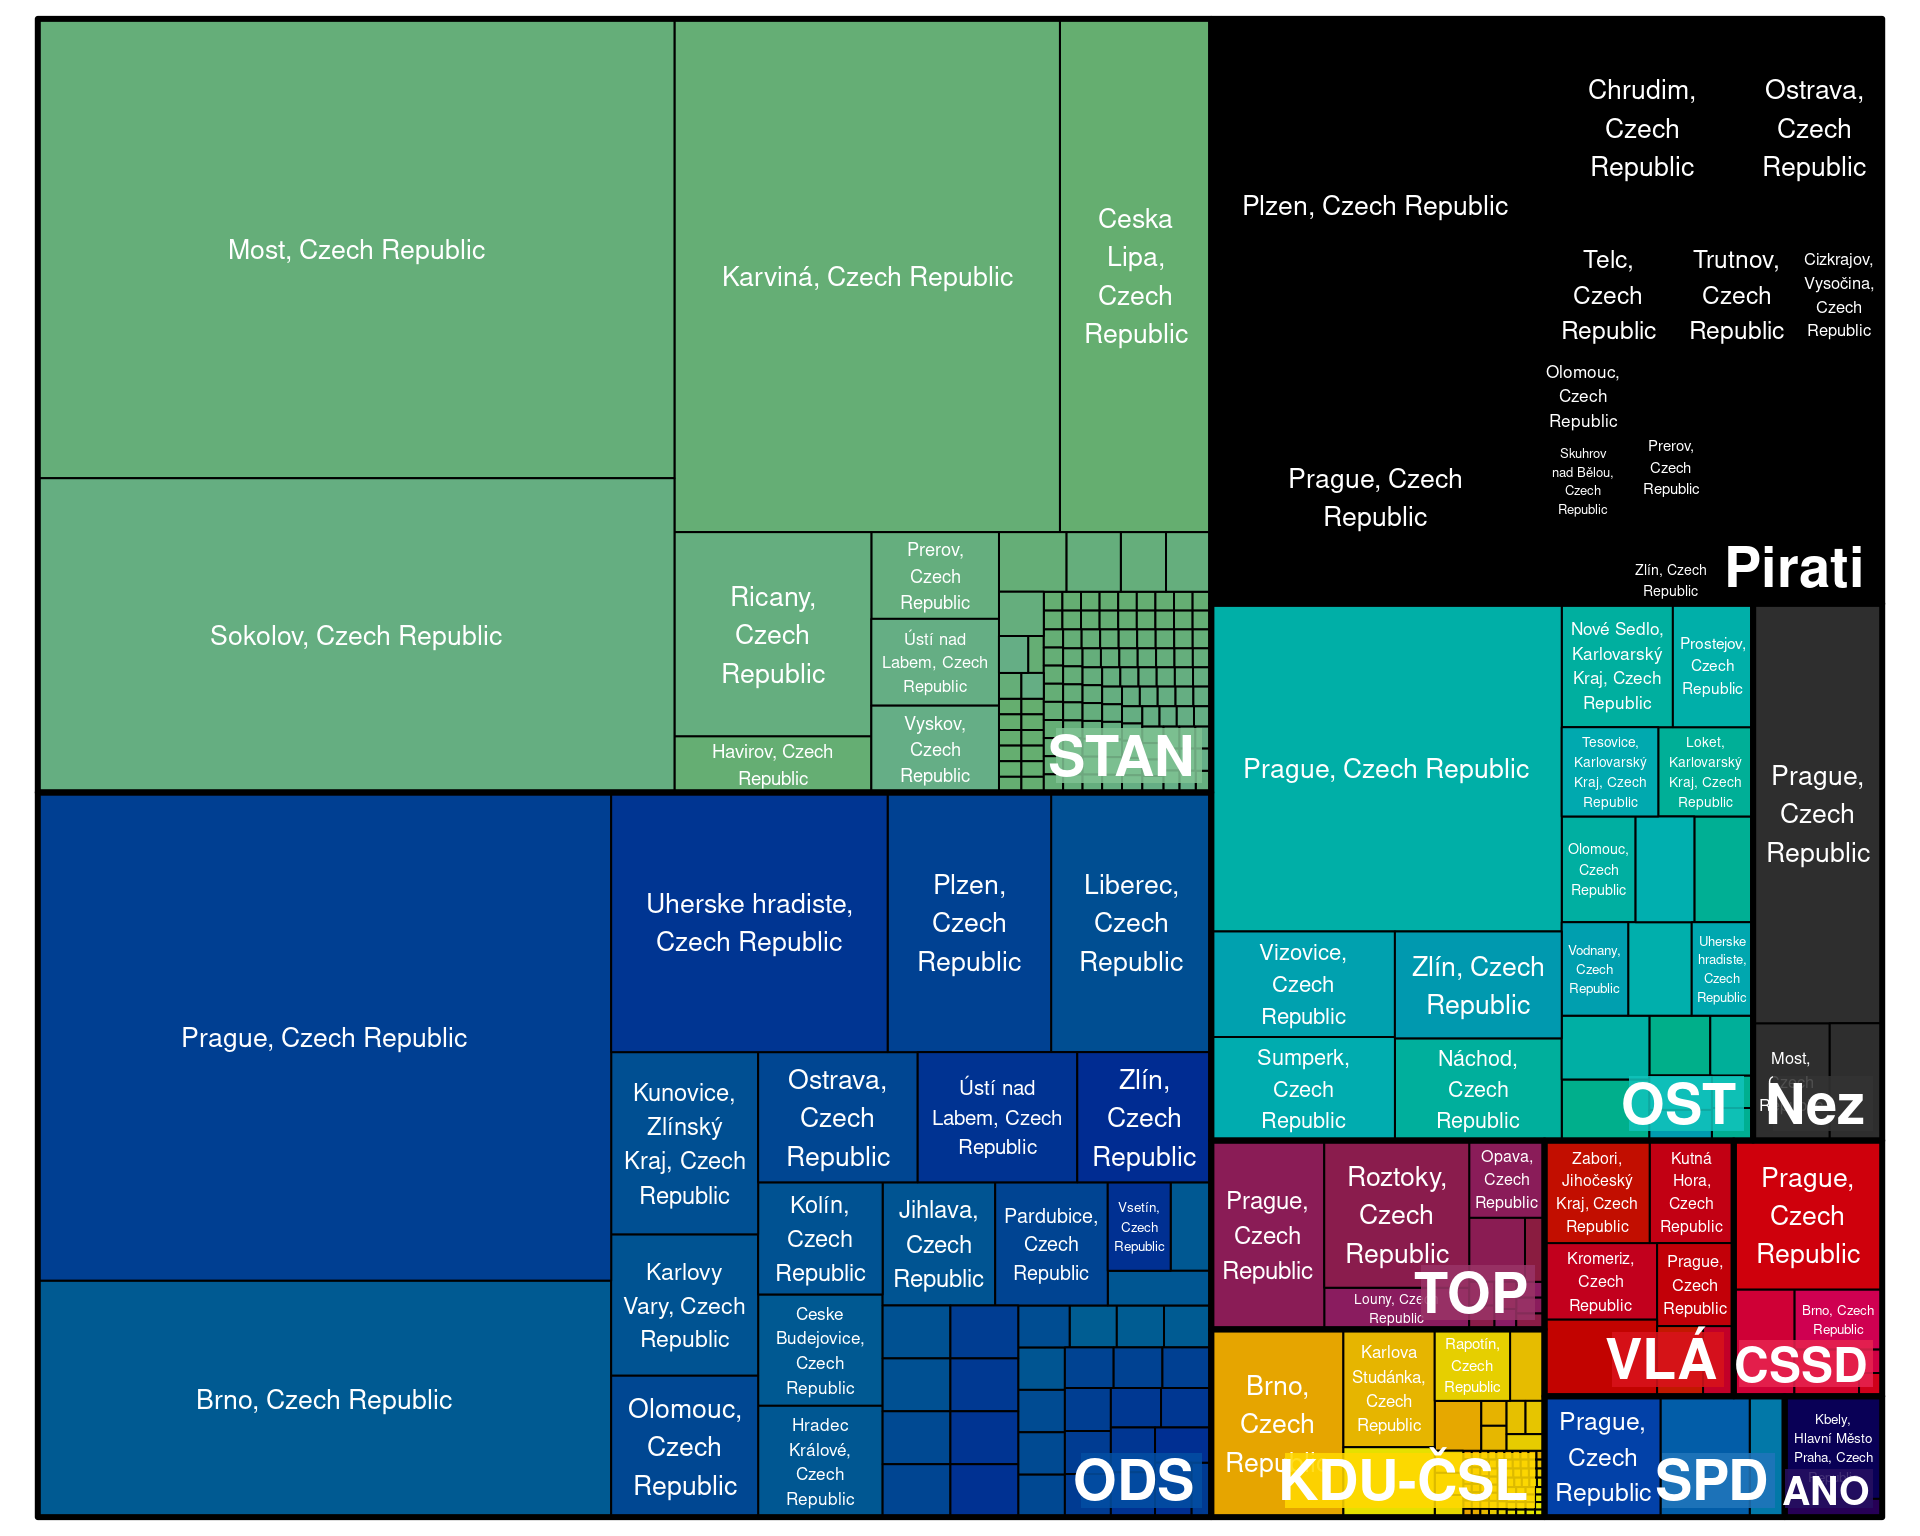 Most, Czech Republic
Sokolov, Czech Republic
Karviná, Czech Republic
Ceska
Lipa,
Czech
Republic
Ricany,
Czech
Republic
Havirov, Czech
Republic
Prerov,
Czech
Republic
Ústí nad
Labem, Czech
Republic
Vyskov,
Czech
Republic
STAN
Plzen, Czech Republic
Prague, Czech
Republic
Chrudim,
Czech
Republic
Ostrava,
Czech
Republic
Telc,
Czech
Republic
Trutnov,
Czech
Republic
Cizkrajov,
Vysočina,
Czech
Republic
Olomouc,
Czech
Republic
Skuhrov
nad Bělou,
Czech
Republic
Prerov,
Czech
Republic
Zlín, Czech
Republic
Pirati
Prague, Czech Republic
Brno, Czech Republic
Uherske hradiste,
Czech Republic
Plzen,
Czech
Republic
Liberec,
Czech
Republic
Kunovice,
Zlínský
Kraj, Czech
Republic
Karlovy
Vary, Czech
Republic
Olomouc,
Czech
Republic
Ostrava,
Czech
Republic
Ústí nad
Labem, Czech
Republic
Zlín,
Czech
Republic
Kolín,
Czech
Republic
Ceske
Budejovice,
Czech
Republic
Hradec
Králové,
Czech
Republic
Jihlava,
Czech
Republic
Pardubice,
Czech
Republic
Vsetín,
Czech
Republic
ODS
Prague, Czech Republic
Vizovice,
Czech
Republic
Sumperk,
Czech
Republic
Zlín, Czech
Republic
Náchod,
Czech
Republic
Nové Sedlo,
Karlovarský
Kraj, Czech
Republic
Prostejov,
Czech
Republic
Tesovice,
Karlovarský
Kraj, Czech
Republic
Loket,
Karlovarský
Kraj, Czech
Republic
Olomouc,
Czech
Republic
Vodnany,
Czech
Republic
Uherske
hradiste,
Czech
Republic
OST
Prague,
Czech
Republic
Most,
Czech
Nez
Prague,
Czech
Republic
Roztoky,
Czech
Republic
Opava,
Czech
Republic
Louny, Czech
Republic
TOP
Zabori,
Jihočeský
Kraj, Czech
Republic
Kutná
Hora,
Czech
Republic
Kromeriz,
Czech
Republic
Prague,
Czech
Republic
VLÁ
Prague,
Czech
Republic
Brno, Czech
Republic
CSSD
Brno,
Czech
Republic
Karlova
Studánka,
Czech
Republic
Rapotín,
Czech
Republic
KDU-ČSL
Prague,
Czech
Republic
SPD
Kbely,
Hlavní Město
Praha, Czech
ANO